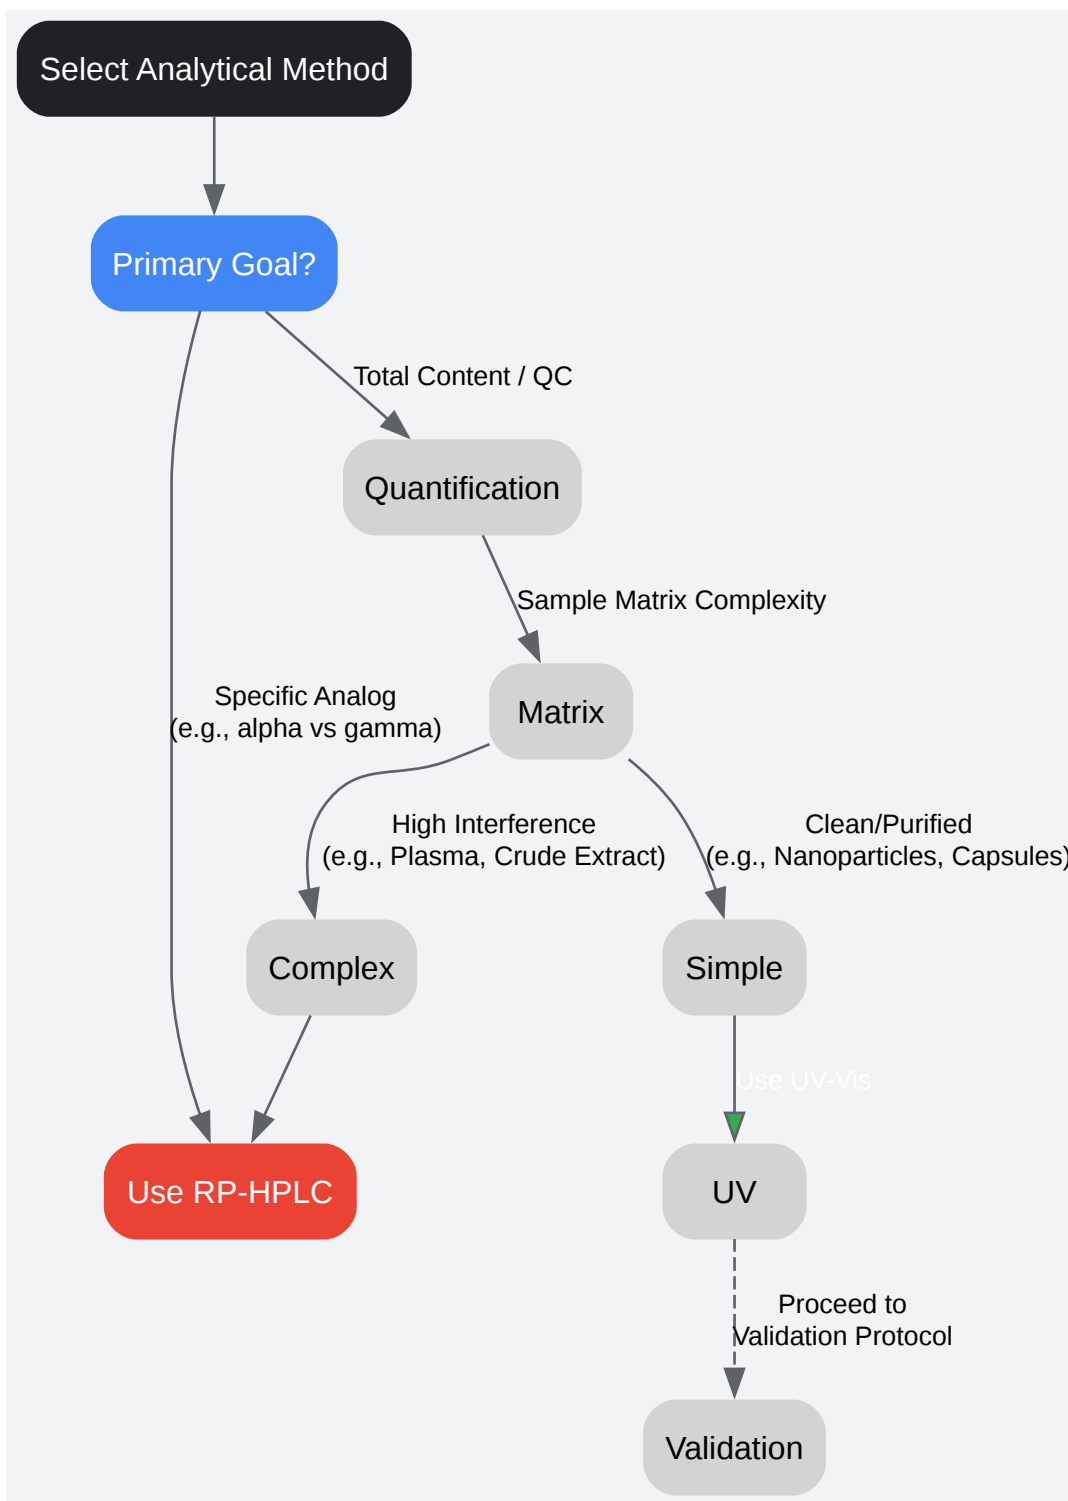 Select Analytical Method
Primary Goal?
Total Content / QC
Quantification
Sample Matrix Complexity
Specific Analog
(e.g., alpha vs gamma)
Matrix
High Interference
(e.g., Plasma, Crude Extract)
Clean/Purified
(e.g., Nanoparticles, Capsules)
Complex
Simple
Use UV-Vis
Use RP-HPLC
UV
Proceed to
Validation Protocol
Validation